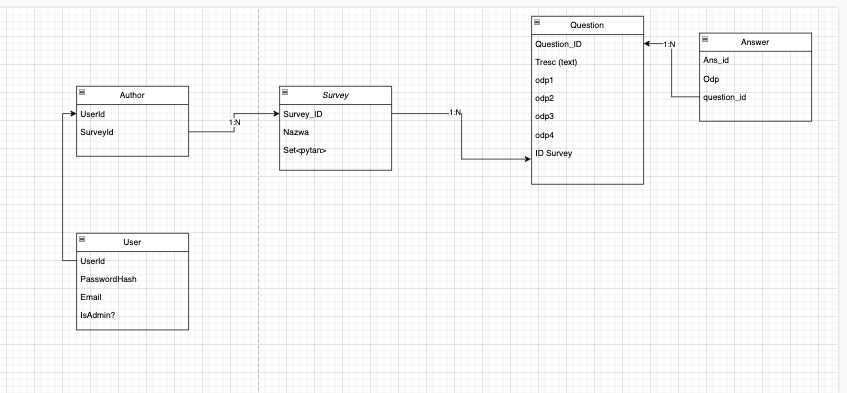 Author
UserId
SurveyId
1:N
Survey
Survey_ID
Nazwa
Set<pytan>
1:N
Question
Question_ID
Tresc (text)
odp1
odp2
odp3
odp4
ID Survey
1:N
Answer
Ans_id
Odp
question_id
User
UserId
PasswordHash
Email
IsAdmin?